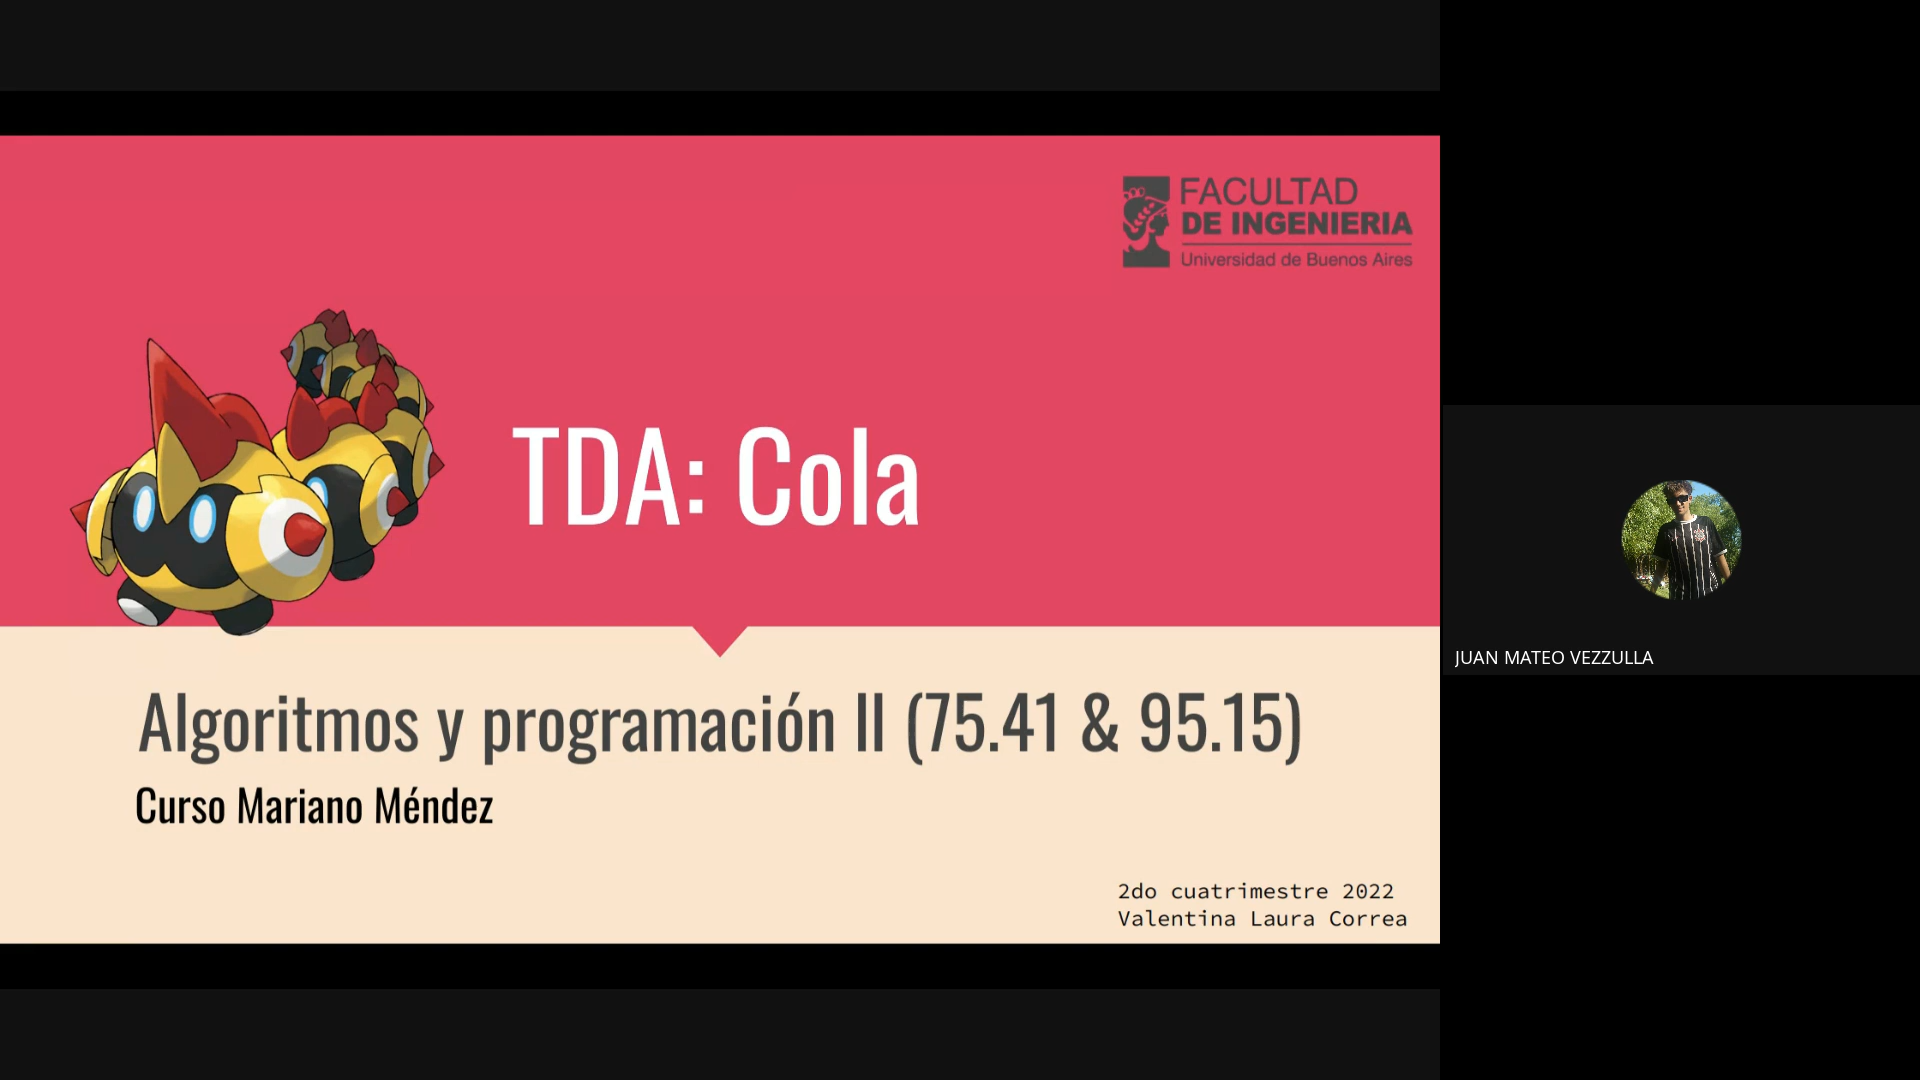 FACULTAD
DE INGENIERIA
Universidad de Buenos Aires
TDA: Cola
Algoritmos y programación II (75.41 & 95.15)
Curso Mariano Méndez
2do cuatrimestre 2022
Valentina Laura Correa
JUAN MATEO VEZZULLA